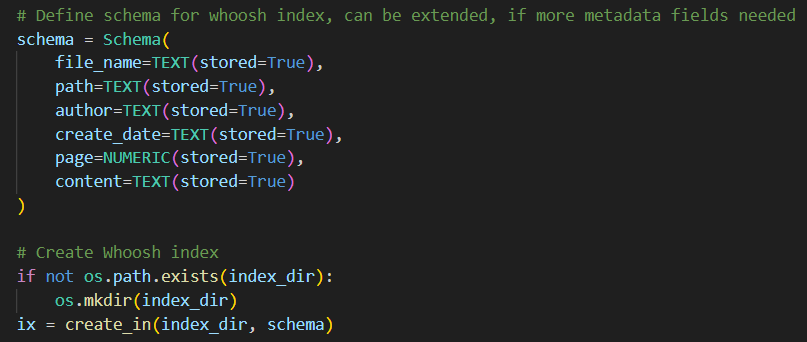 # Define schema for whoosh index, can be extended, if more metadata fields needed
schema = Schema(
    file_name=TEXT(stored=True),
    path=TEXT(stored=True),
    author=TEXT(stored=True),
    create_date=TEXT(stored=True),
    page=NUMERIC(stored=True),
    content=TEXT(stored=True)
)

# Create Whoosh index
if not os.path.exists(index_dir):
    os.mkdir(index_dir)
ix = create_in(index_dir, schema)